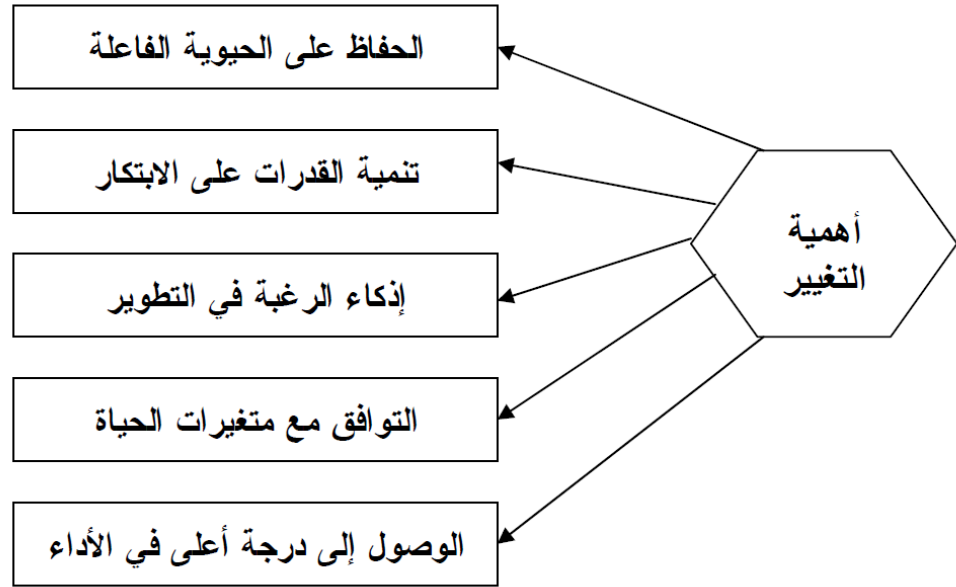 أهمية
التغيير
الحفاظ على الحيوية الفاعلة
تنمية القدرات على الابتكار
إذكاء الرغبة في التطوير
التوافق مع متغيرات الحياة
الوصول إلى درجة أعلى في الأداء